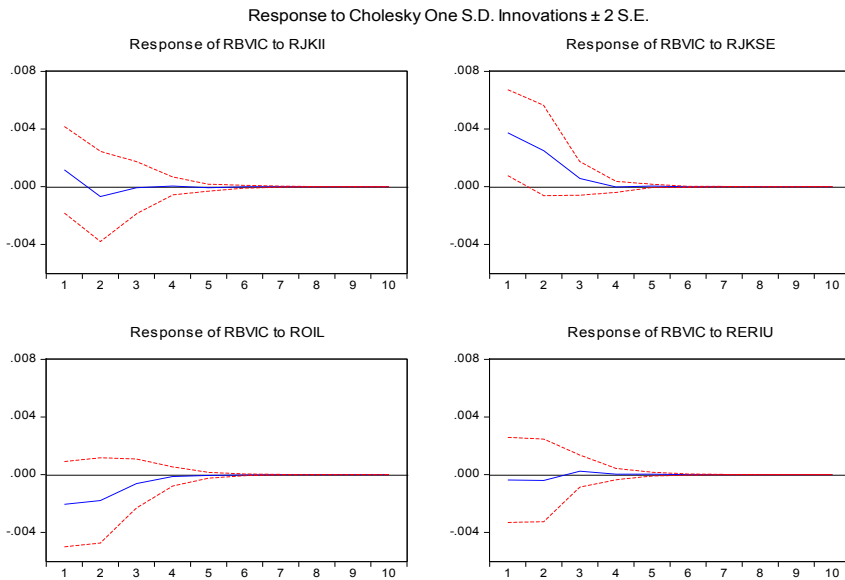 Response to Cholesky One S.D. Innovations ± 2 S.E.
Response of RBVIC to RJKII
.008
.004
.000
-.004
1 2 3 4 5 6 7 8 9 10
Response of RBVIC to RJKSE
.008
.004
.000
-.004
1 2 3 4 5 6 7 8 9 10
Response of RBVIC to ROIL
.008
.004
.000
-.004
1 2 3 4 5 6 7 8 9 10
Response of RBVIC to RERIU
.008
.004
.000
-.004
1 2 3 4 5 6 7 8 9 10